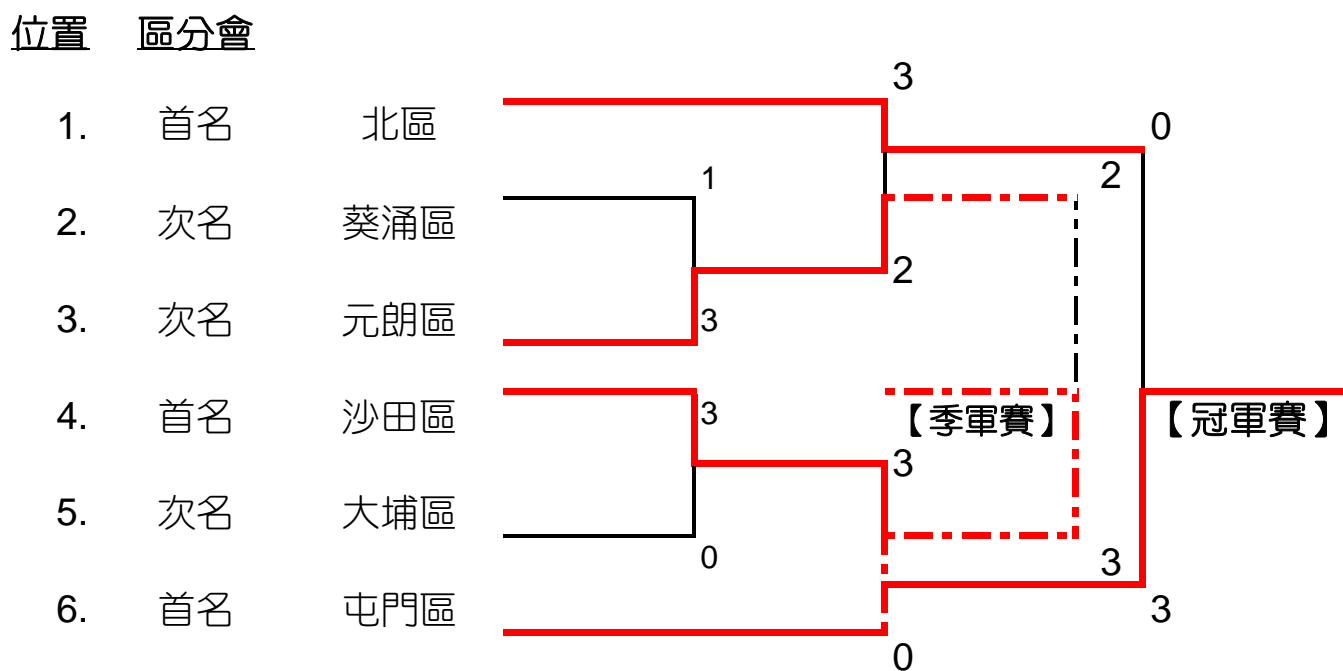 位置 區分會
3
1. 首名 北區
0
1
2
2. 次名 葵涌區
2
3. 次名 元朗區
3
4. 首名 沙田區
3
【季軍賽】
【冠軍賽】
3
5. 次名 大埔區
0
3
6. 首名 屯門區
3
0